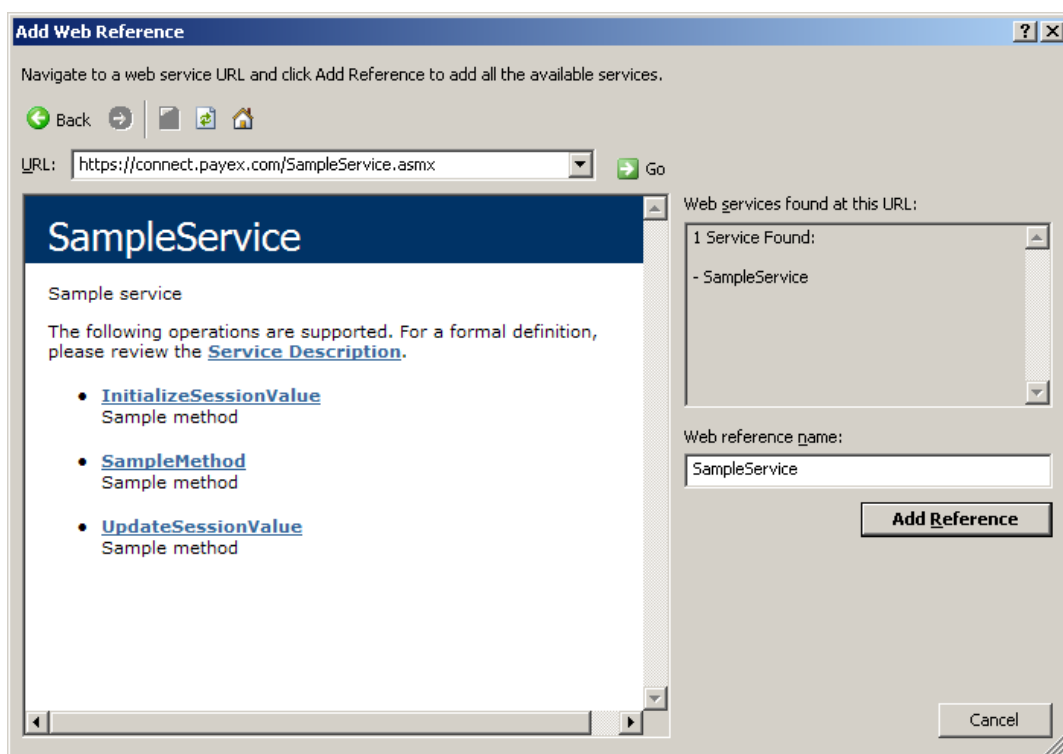 Add Web Reference
Navigate to a web service URL and click Add Reference to add all the available services.
Back
URL: https://connect.payex.com/SampleService.asmx Go
SampleService
Sample service
The following operations are supported. For a formal definition,
please review the Service Description.
• InitializeSessionValue
Sample method
• SampleMethod
Sample method
• UpdateSessionValue
Sample method
Web services found at this URL:
1 Service Found:
- SampleService
Web reference name:
SampleService
Add Reference
Cancel